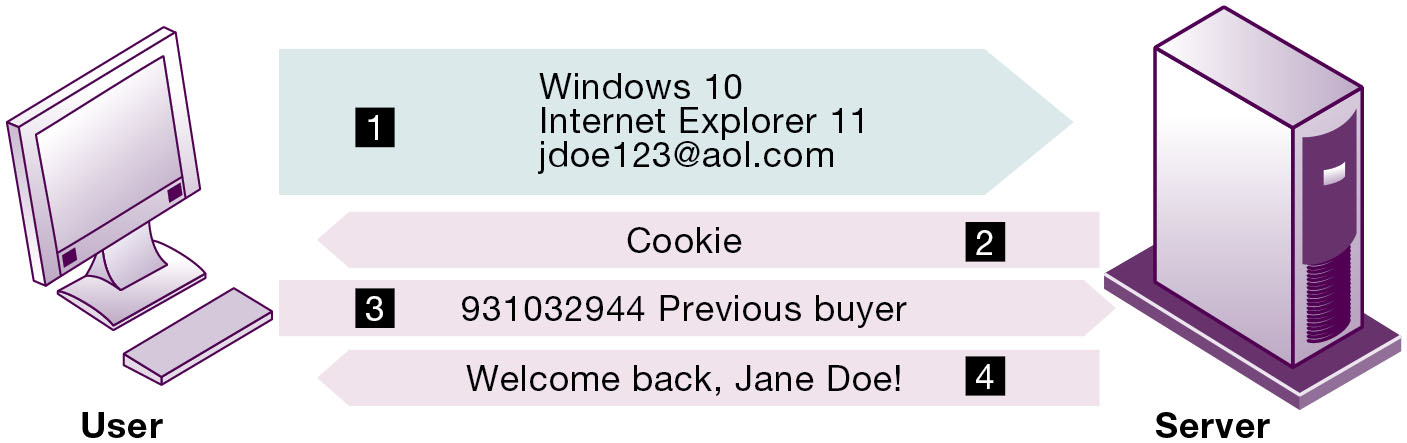 1
Windows 10
Internet Explorer 11
jdoe123@aol.com
Cookie
2
3
931032944 Previous buyer
Welcome back, Jane Doe!
4
User
Server